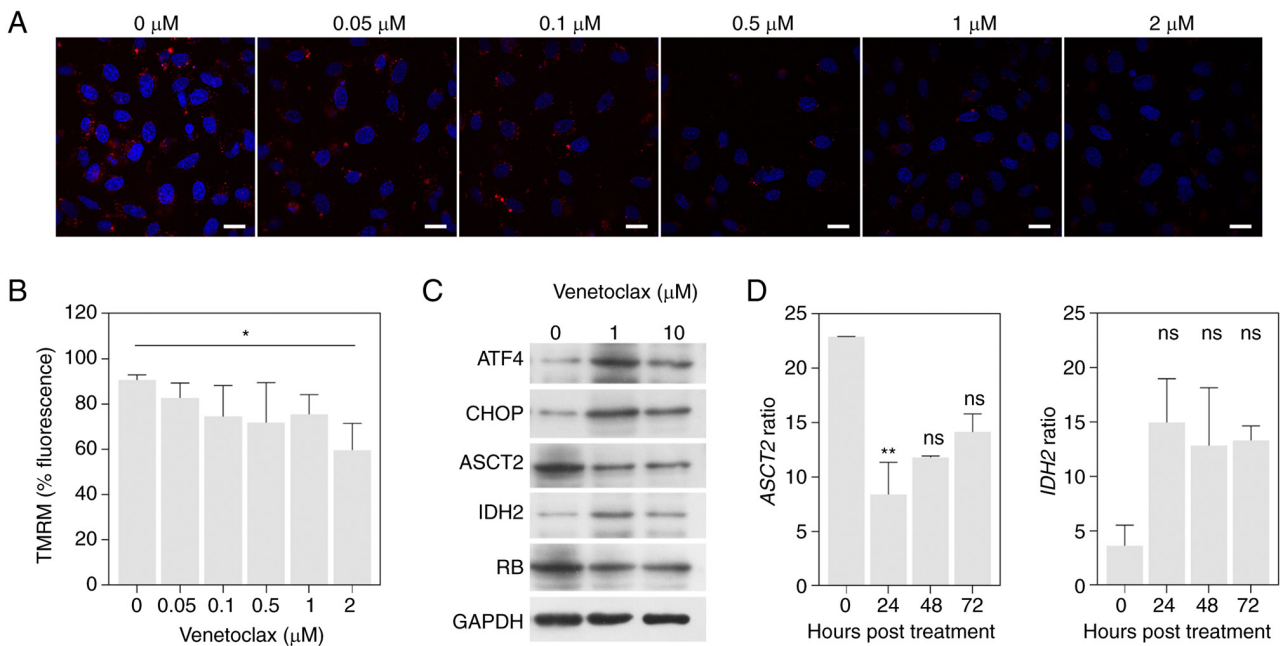 A
0 μM 0.05 μM 0.1 μM 0.5 μM 1 μM 2 μM
B
TMRM (% fluorescence)
120
100
80
60
40
20
0
*
0 0.05 0.1 0.5 1 2
Venetoclax (μM)
C
Venetoclax (μM)
0 1 10
ATF4
CHOP
ASCT2
IDH2
RB
GAPDH
D
ASCT2 ratio
25
20
15
10
5
0
** ns ns
0 24 48 72
Hours post treatment
IDH2 ratio
25
20
15
10
5
0
ns ns ns
0 24 48 72
Hours post treatment